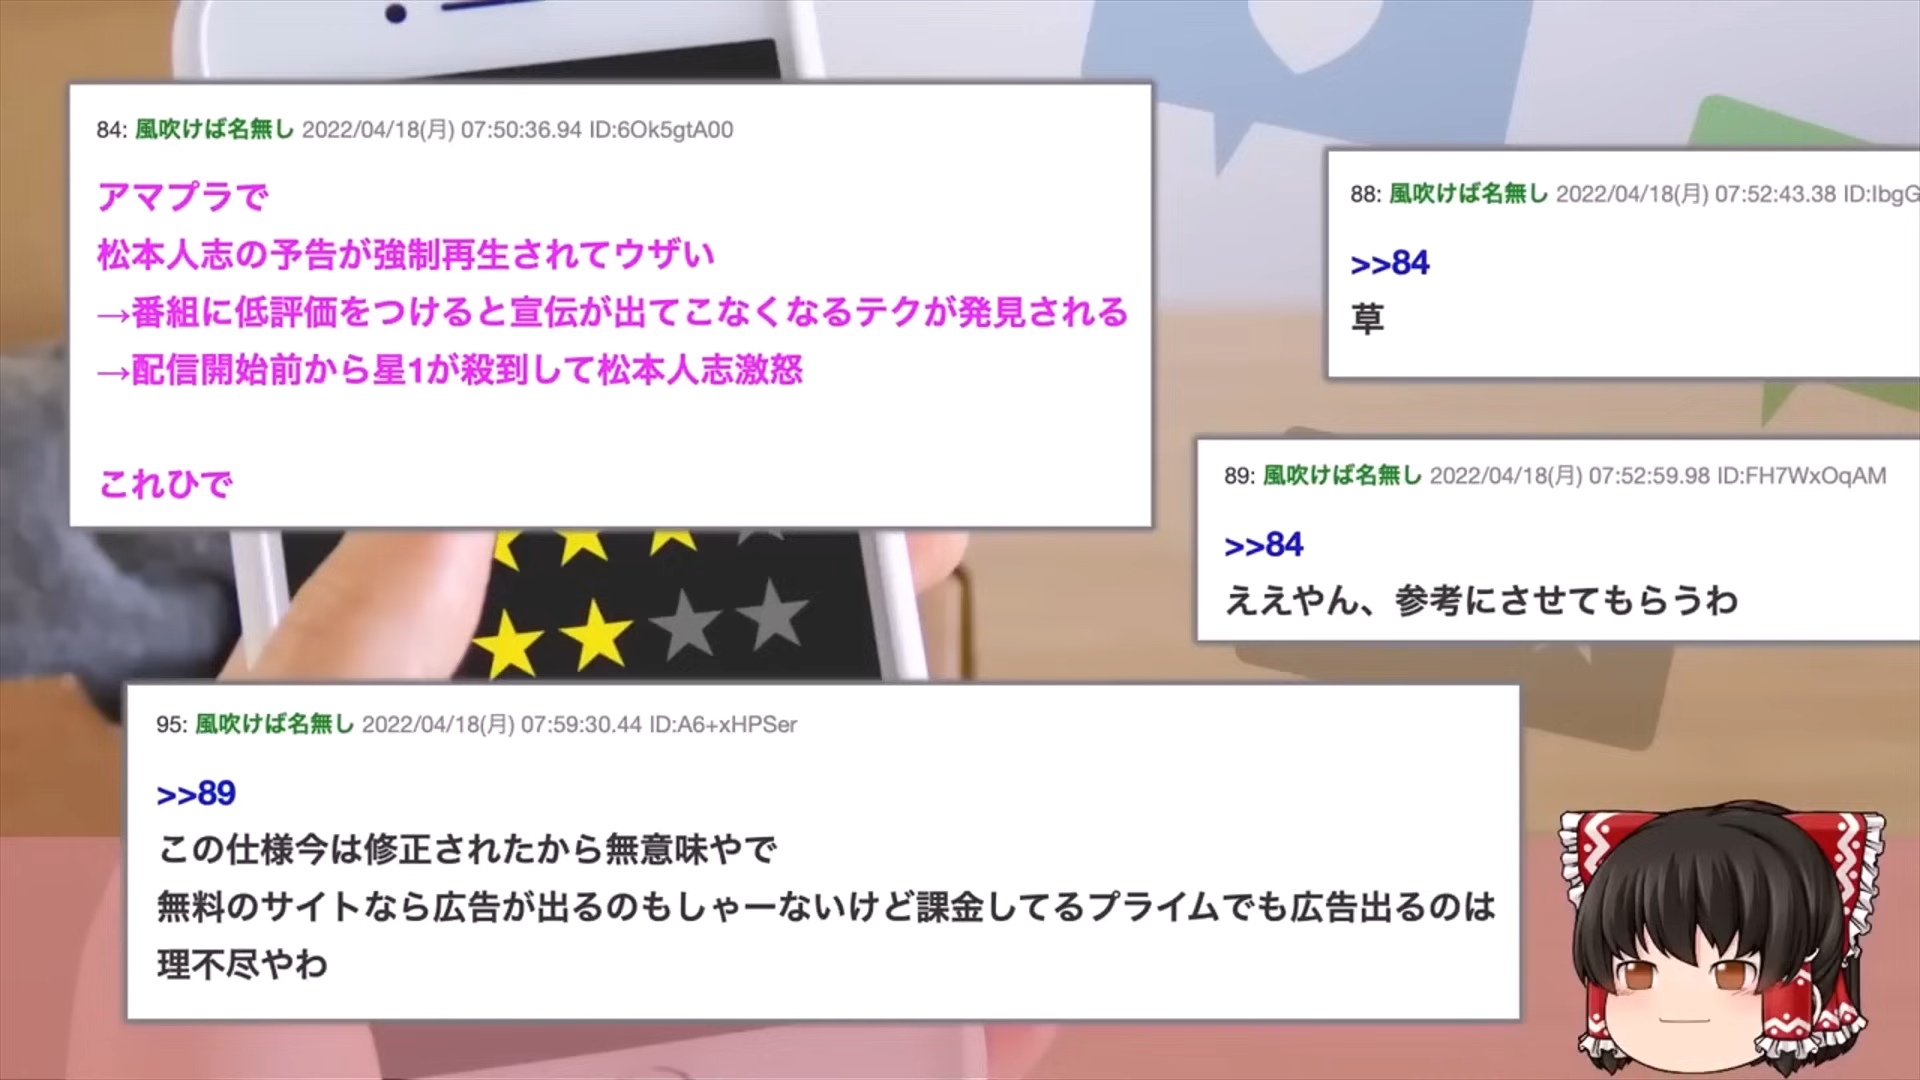 84: 風吹けば名無し 2022/04/18(月) 07:50:36.94 ID:6Ok5gtA00
アマプラで
松本人志の予告が強制再生されてウザい
→番組に低評価をつけると宣伝が出てこなくなるテクが発見される
→配信開始前から星1が殺到して松本人志激怒
これひで
88: 風吹けば名無し 2022/04/18(月) 07:52:43.38 ID:IbgG
>>84
草
89: 風吹けば名無し 2022/04/18(月) 07:52:59.98 ID:FH7WxOqAM
>>84
ええやん、参考にさせてもらうわ
95: 風吹けば名無し 2022/04/18(月) 07:59:30.44 ID:A6+xHPSer
>>89
この仕様今は修正されたから無意味やで
無料のサイトなら広告が出るのもしゃーないけど課金してるプライムでも広告出るのは
理不尽やわ